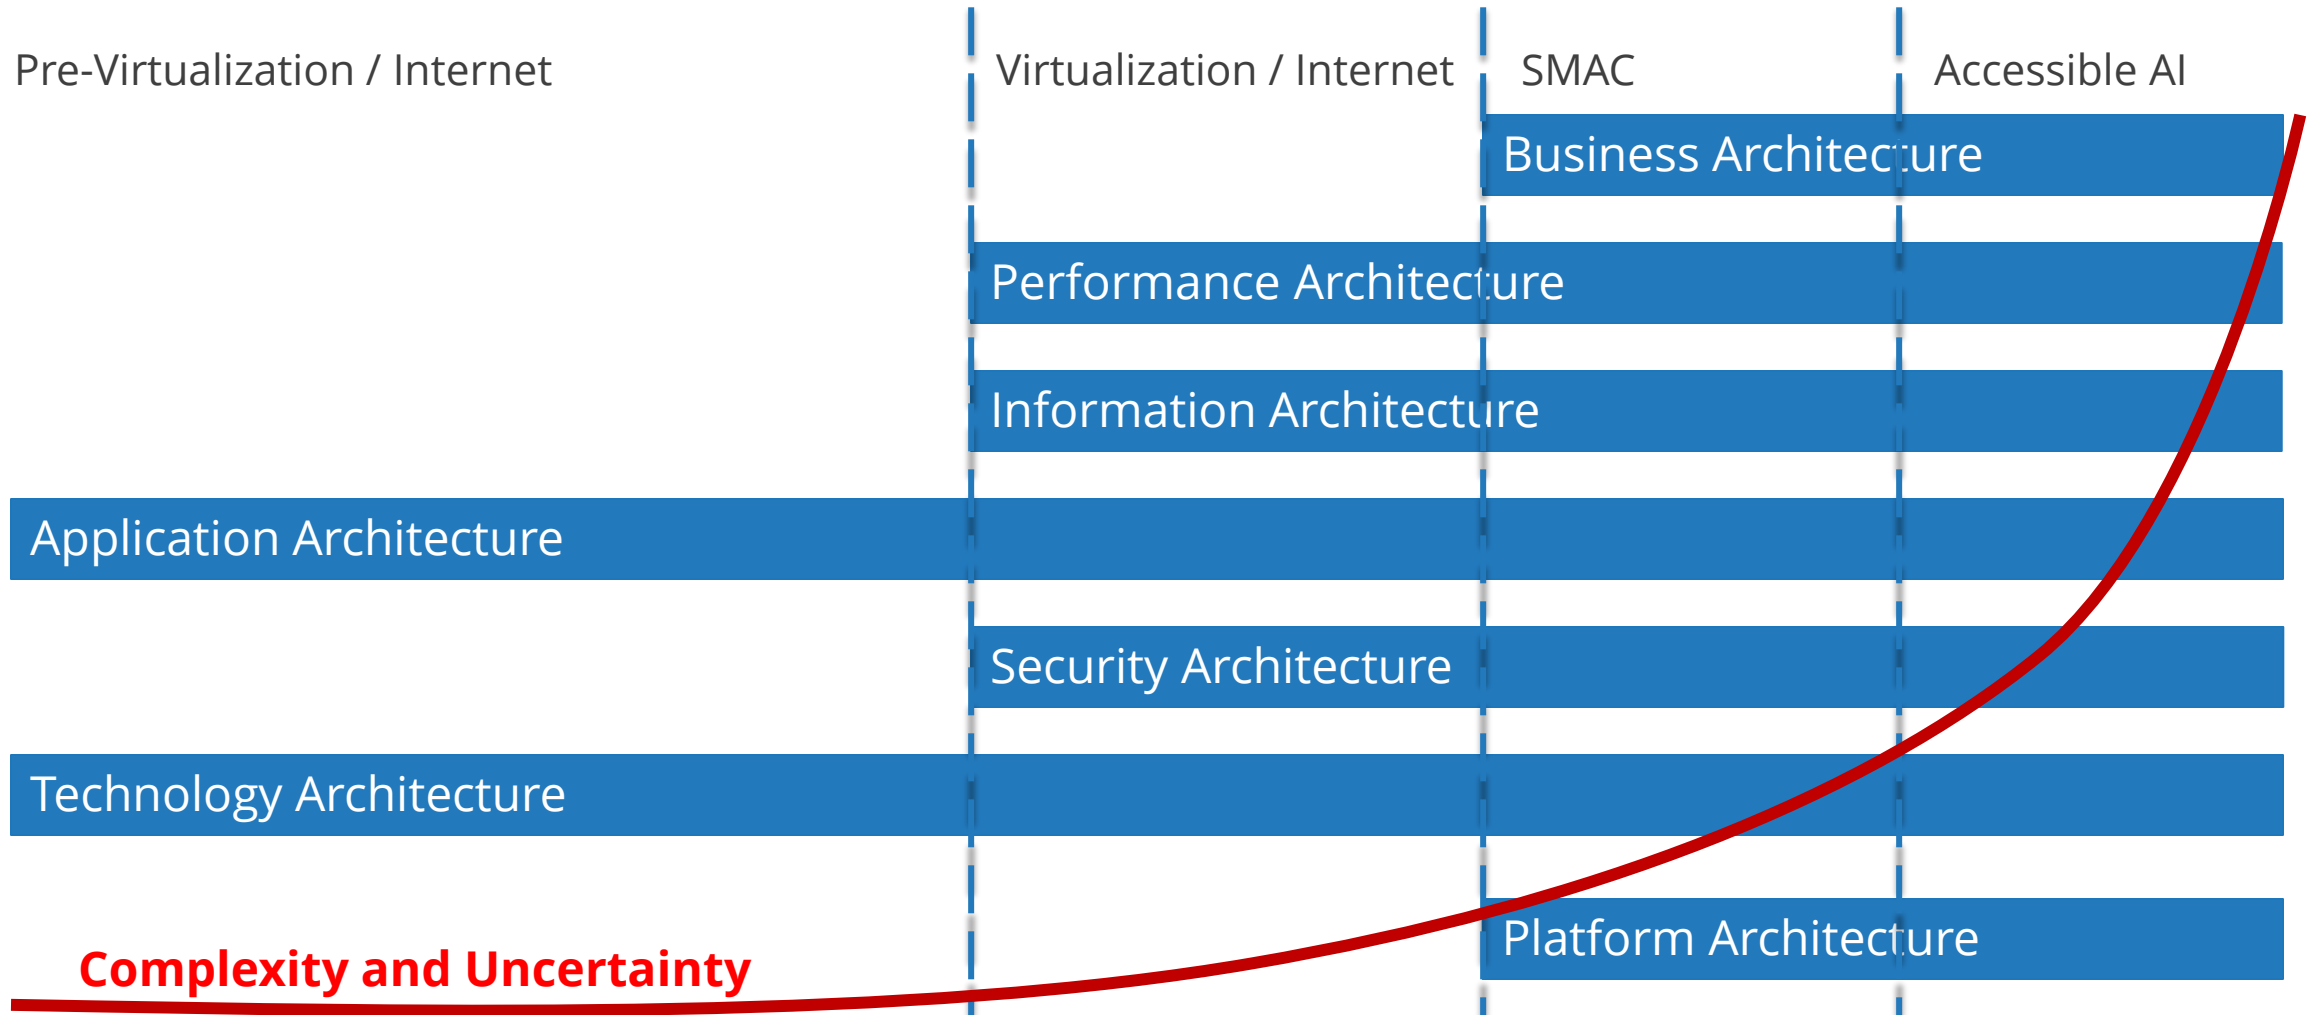 Pre-Virtualization / Internet
Virtualization / Internet
SMAC
Accessible AI
Business Architecture
Performance Architecture
Information Architecture
Application Architecture
Security Architecture
Technology Architecture
Platform Architecture
Complexity and Uncertainty